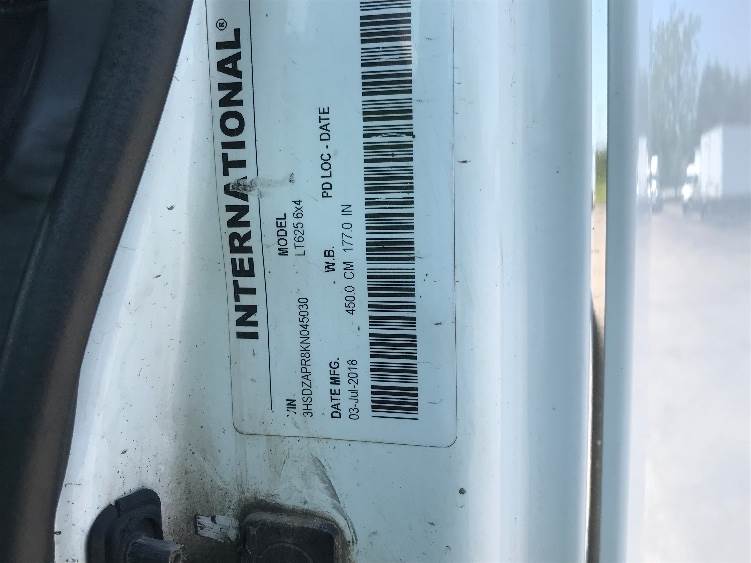 INTERNATIONAL®
VIN MODEL
3HSDZAPR8KN045030 LT625 6x4
DATE MFG. W.B. PD LOC - DATE
03-Jul-2018 450.0 CM 177.0 IN